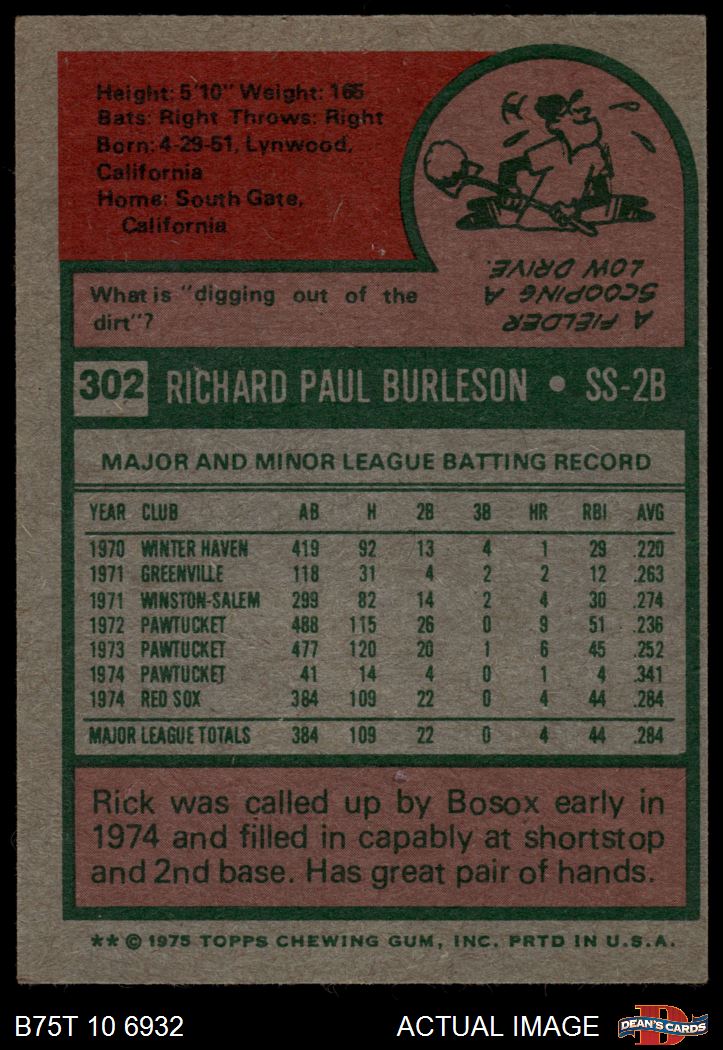 Height: 5'10" Weight: 165
Bats: Right Throws: Right
Born: 4-29-51, Lynwood,
California
Home: South Gate,
California
What is "digging out of the
dirt"?
A FIELDER
SCOOPING A
LOW DRIVE.
302 RICHARD PAUL BURLESON • SS-2B
MAJOR AND MINOR LEAGUE BATTING RECORD
YEAR CLUB AB H 2B 3B HR RBI AVG
1970 WINTER HAVEN 419 92 13 4 1 29 .220
1971 GREENVILLE 118 31 4 2 2 12 .263
1971 WINSTON-SALEM 299 82 14 2 4 30 .274
1972 PAWTUCKET 488 115 26 0 9 51 .236
1973 PAWTUCKET 477 120 20 1 6 45 .252
1974 PAWTUCKET 41 14 4 0 1 4 .341
1974 RED SOX 384 109 22 0 4 44 .284
MAJOR LEAGUE TOTALS 384 109 22 0 4 44 .284
Rick was called up by Bosox early in
1974 and filled in capably at shortstop
and 2nd base. Has great pair of hands.
** © 1975 TOPPS CHEWING GUM, INC. PRTD IN U.S.A.
B75T 10 6932 ACTUAL IMAGE D DEAN'S CARDS